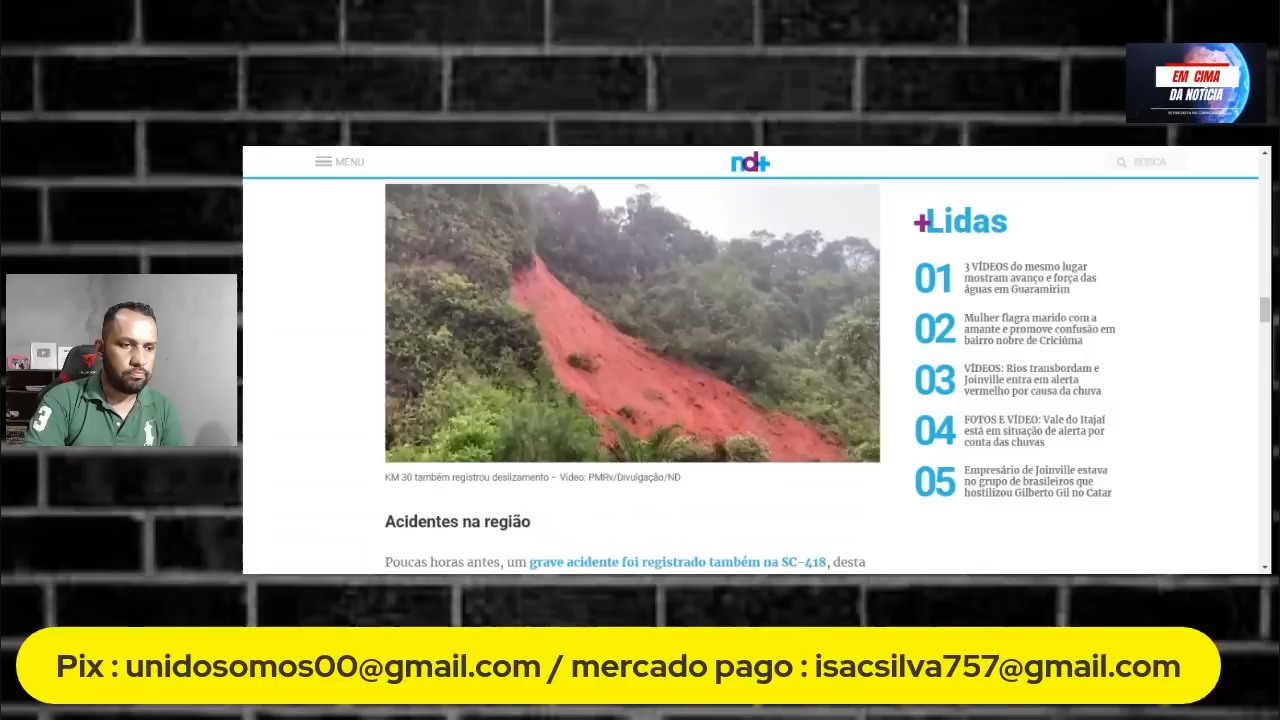 EM CIMA
DA NOTÍCIA
MENU
nd+
BUSCA
+Lidas
01
3 VÍDEOS do mesmo lugar
mostram avanço e força das
águas em Guaramirim
02
Mulher flagra marido com a
amante e promove confusão em
bairro nobre de Criciúma
03
VÍDEOS: Rios transbordam e
Joinville entra em alerta
vermelho por causa da chuva
04
FOTOS E VÍDEO: Vale do Itajaí
está em situação de alerta por
conta das chuvas
05
Empresário de Joinville estava
no grupo de brasileiros que
hostilizou Gilberto Gil no Catar
KM 30 também registrou deslizamento – Vídeo: PMRv/Divulgação/ND
Acidentes na região
Poucas horas antes, um grave acidente foi registrado também na SC-418, desta
3
Pix : unidosomos00@gmail.com / mercado pago : isacsilva757@gmail.com